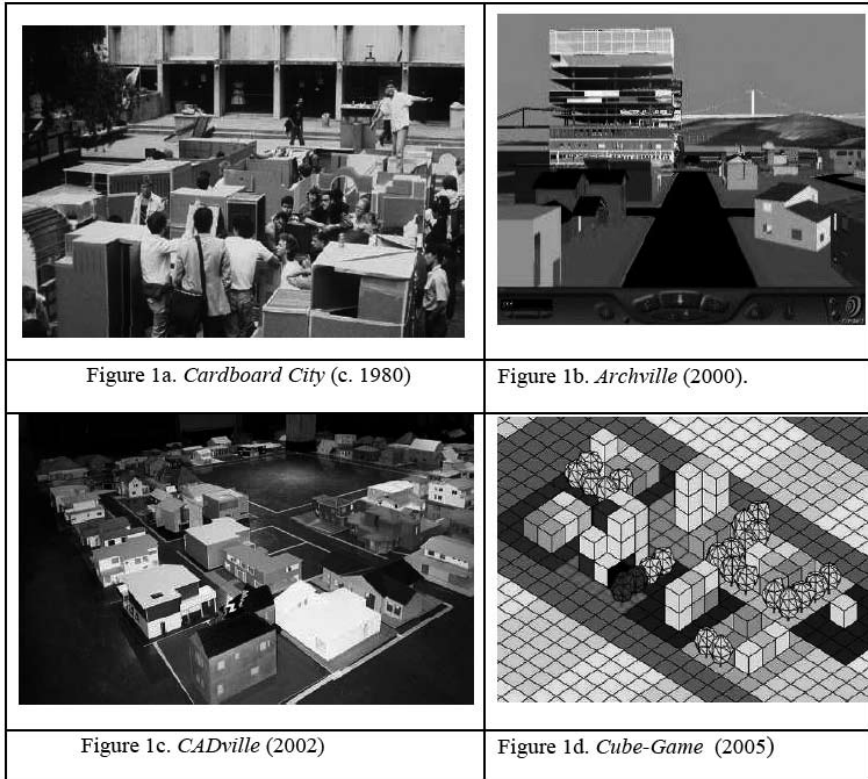 Figure 1a. Cardboard City (c. 1980)
Figure 1b. Archville (2000).
Figure 1c. CADville (2002)
Figure 1d. Cube-Game (2005)